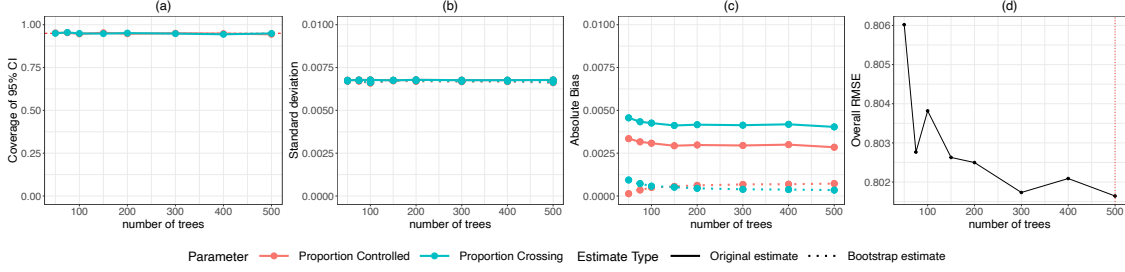 (a)
Coverage of 95% CI
1.00
0.75
0.50
0.25
0.00
100 200 300 400 500
number of trees
(b)
Standard deviation
0.0100
0.0075
0.0050
0.0025
0.0000
100 200 300 400 500
number of trees
(c)
Absolute Bias
0.0100
0.0075
0.0050
0.0025
0.0000
100 200 300 400 500
number of trees
(d)
Overall RMSE
0.806
0.805
0.804
0.803
0.802
100 200 300 400 500
number of trees
Parameter Proportion Controlled Proportion Crossing Estimate Type Original estimate Bootstrap estimate